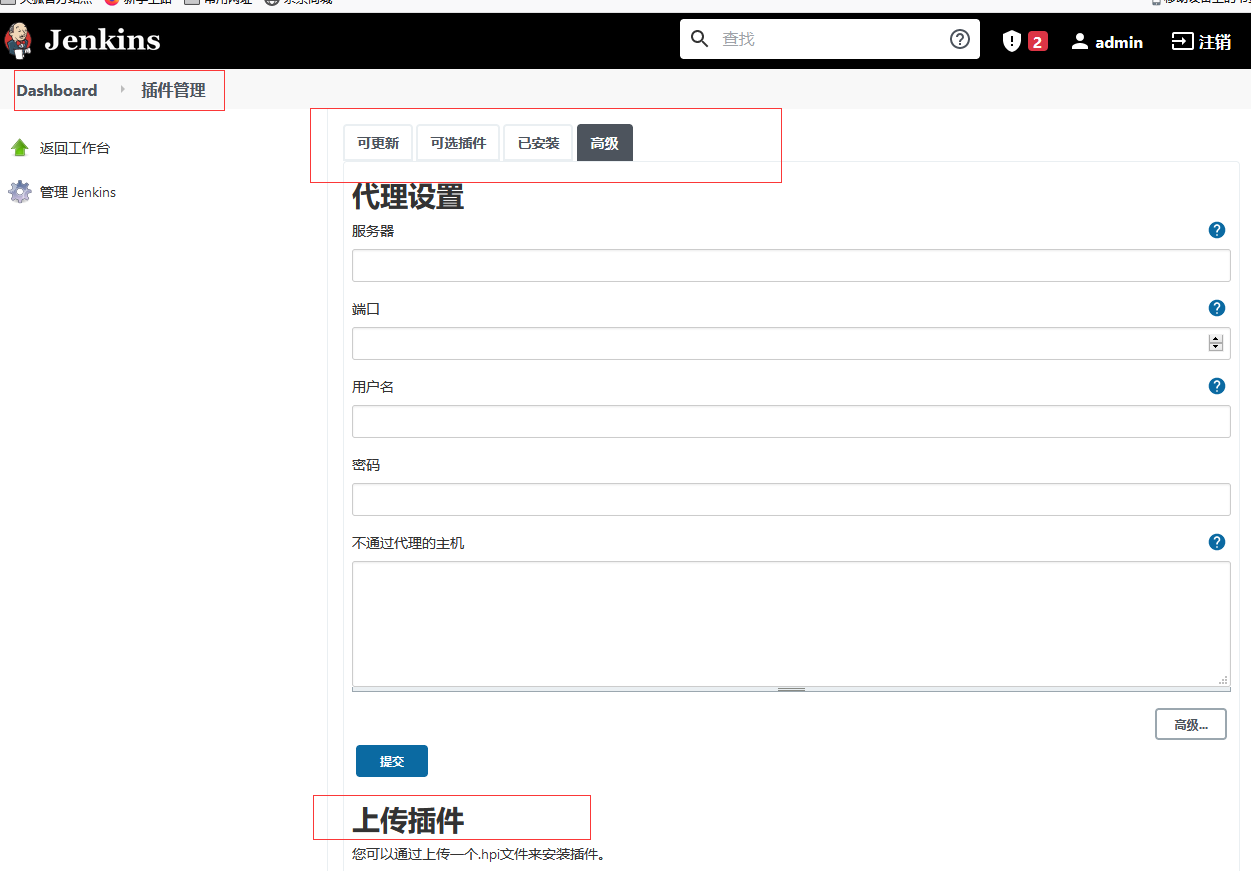 Jenkins
查找
2
admin
注销
Dashboard
插件管理
返回工作台
管理 Jenkins
可更新
可选插件
已安装
高级
代理设置
服务器
端口
用户名
密码
不通过代理的主机
高级...
提交
上传插件
您可以通过上传一个.hpi文件来安装插件。